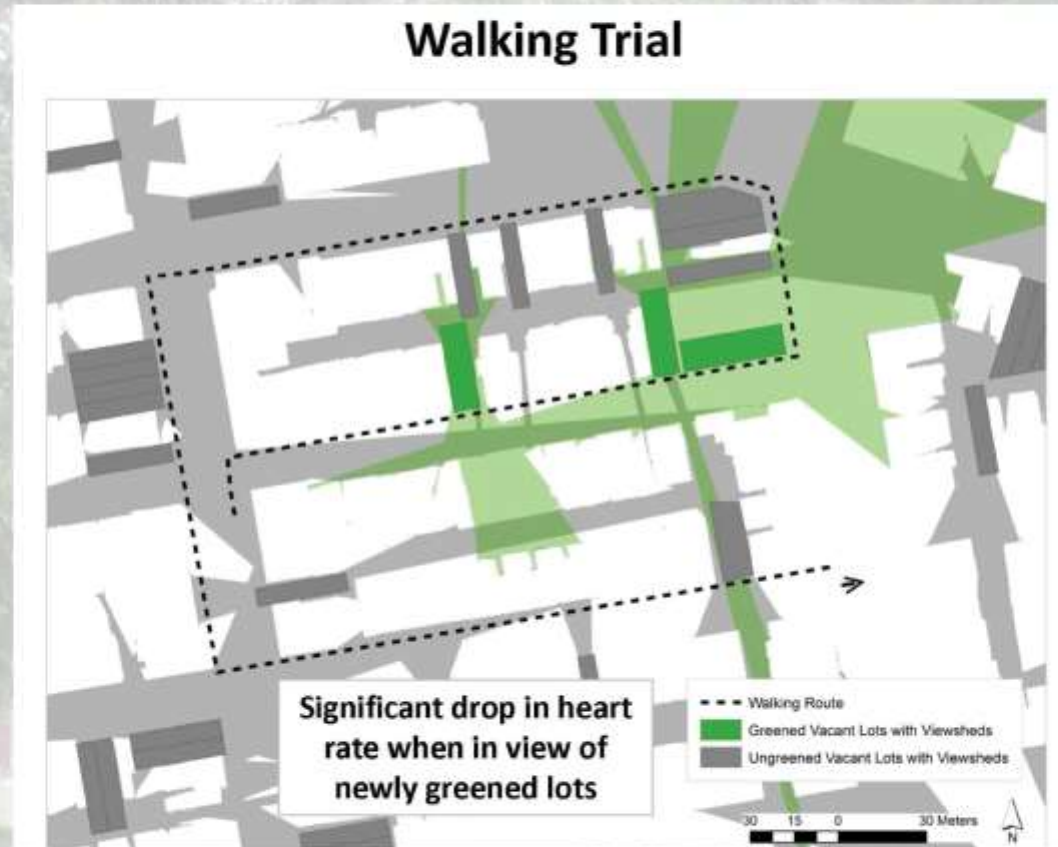 Walking Trial
Significant drop in heart
rate when in view of
newly greened lots
Walking Route
Greened Vacant Lots with Viewsheds
Ungreened Vacant Lots with Viewsheds
30 15 0 30 Meters
N